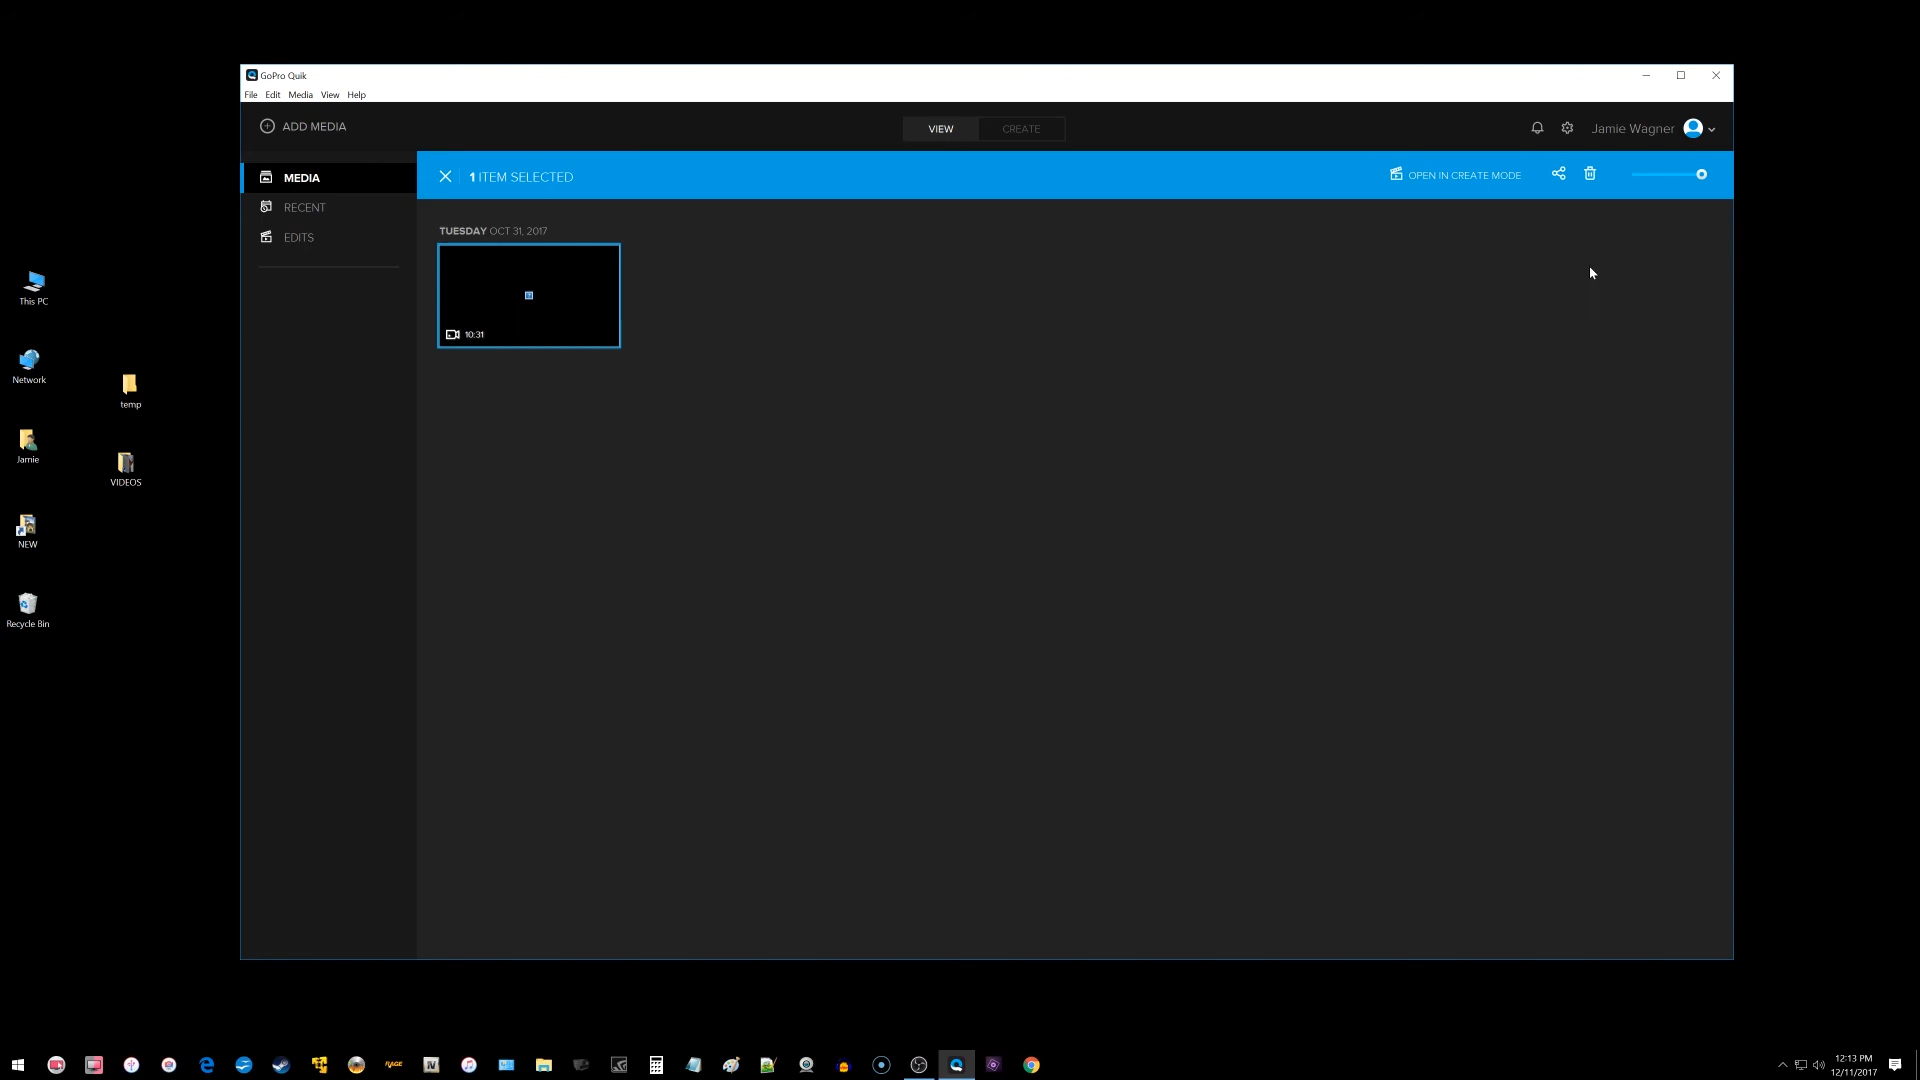 GoPro Quik
File Edit Media View Help
ADD MEDIA
VIEW
CREATE
Jamie Wagner
MEDIA
RECENT
EDITS
1 ITEM SELECTED
OPEN IN CREATE MODE
TUESDAY OCT 31, 2017
10:31
This PC
Network
temp
Jamie
VIDEOS
NEW
Recycle Bin
RAGE
IV
12:13 PM
12/11/2017